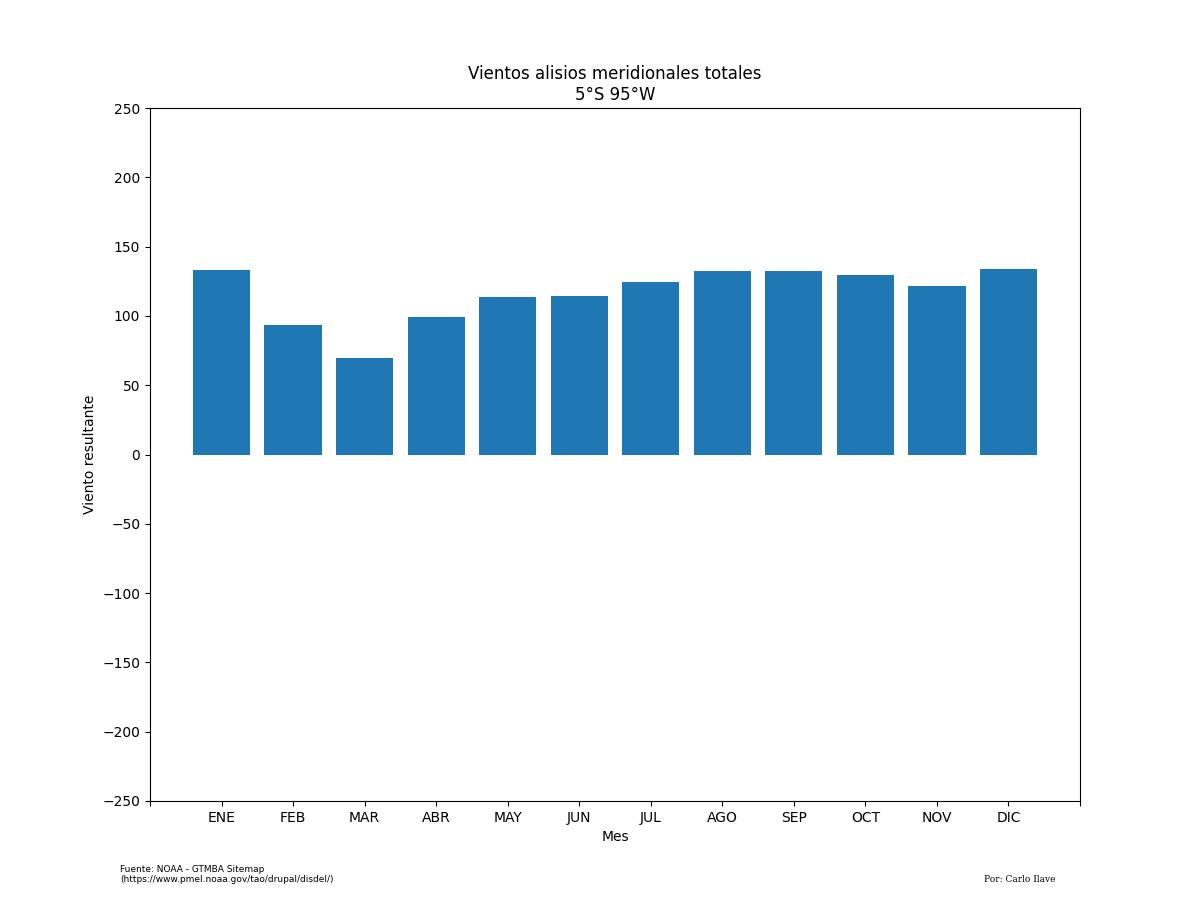 Vientos alisios meridionales totales
5°S 95°W
250
200
150
100
50
0
−50
−100
−150
−200
−250
Viento resultante
ENE FEB MAR ABR MAY JUN JUL AGO SEP OCT NOV DIC
Mes
Fuente: NOAA - GTMBA Sitemap
(https://www.pmel.noaa.gov/tao/drupal/disdel/)
Por: Carlo Ilave